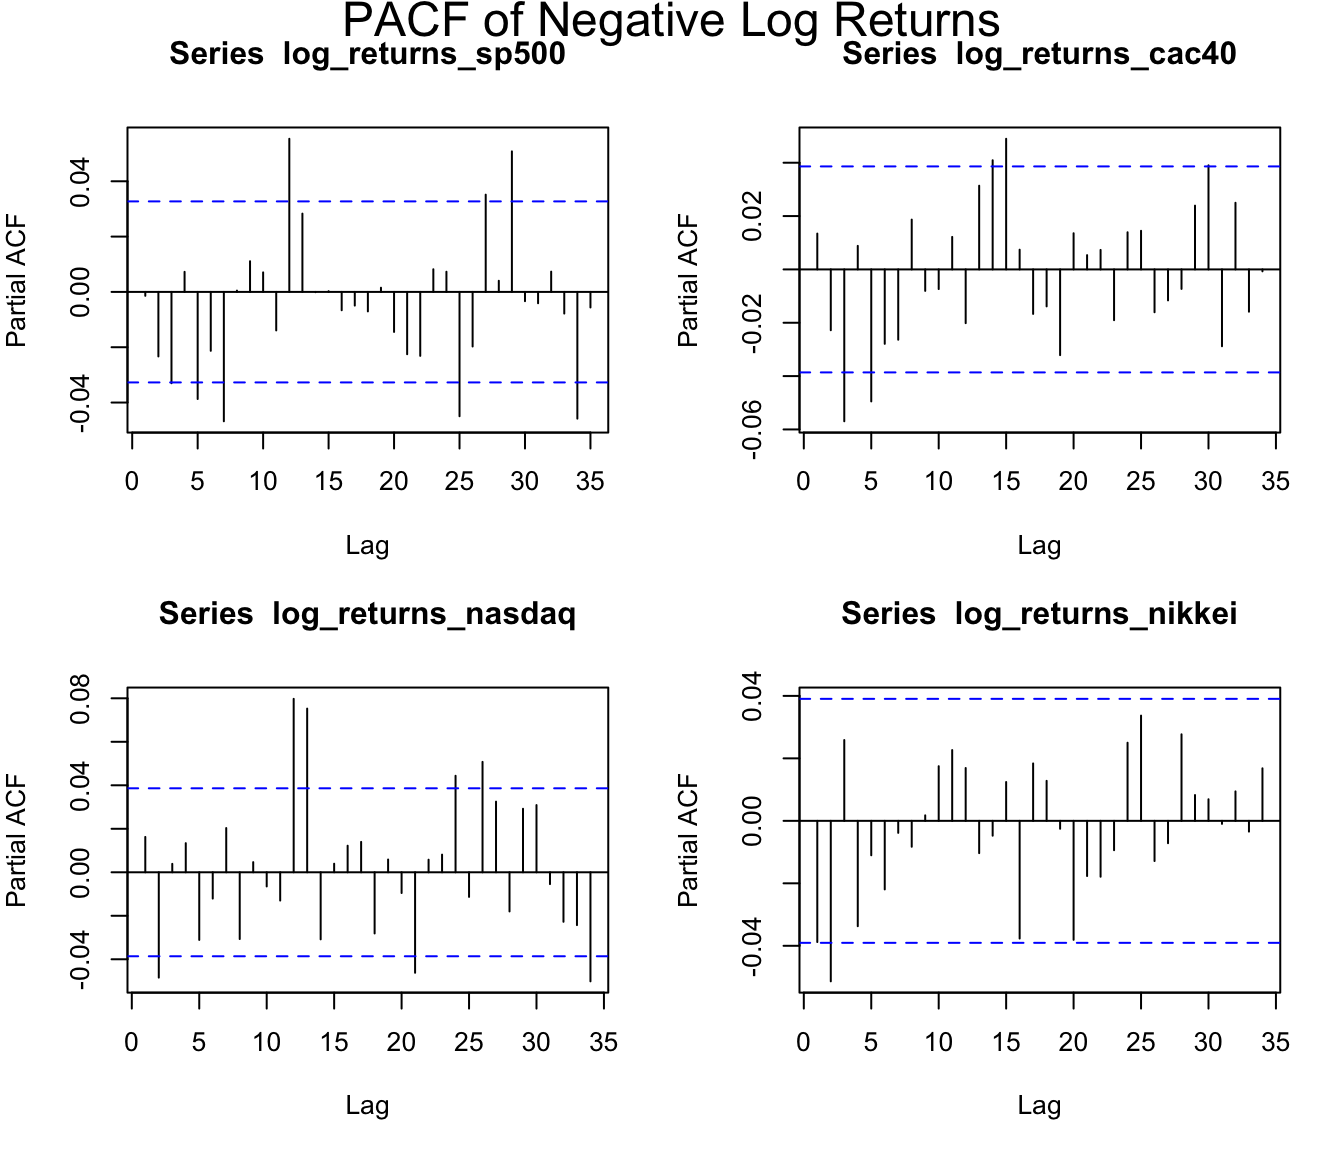 PACF of Negative Log Returns
Series log_returns_sp500
Partial ACF
0.04
0.00
-0.04
0 5 10 15 20 25 30 35
Lag
Series log_returns_cac40
Partial ACF
0.02
-0.02
-0.06
0 5 10 15 20 25 30 35
Lag
Series log_returns_nasdaq
Partial ACF
0.08
0.04
0.00
-0.04
0 5 10 15 20 25 30 35
Lag
Series log_returns_nikkei
Partial ACF
0.04
0.00
-0.04
0 5 10 15 20 25 30 35
Lag